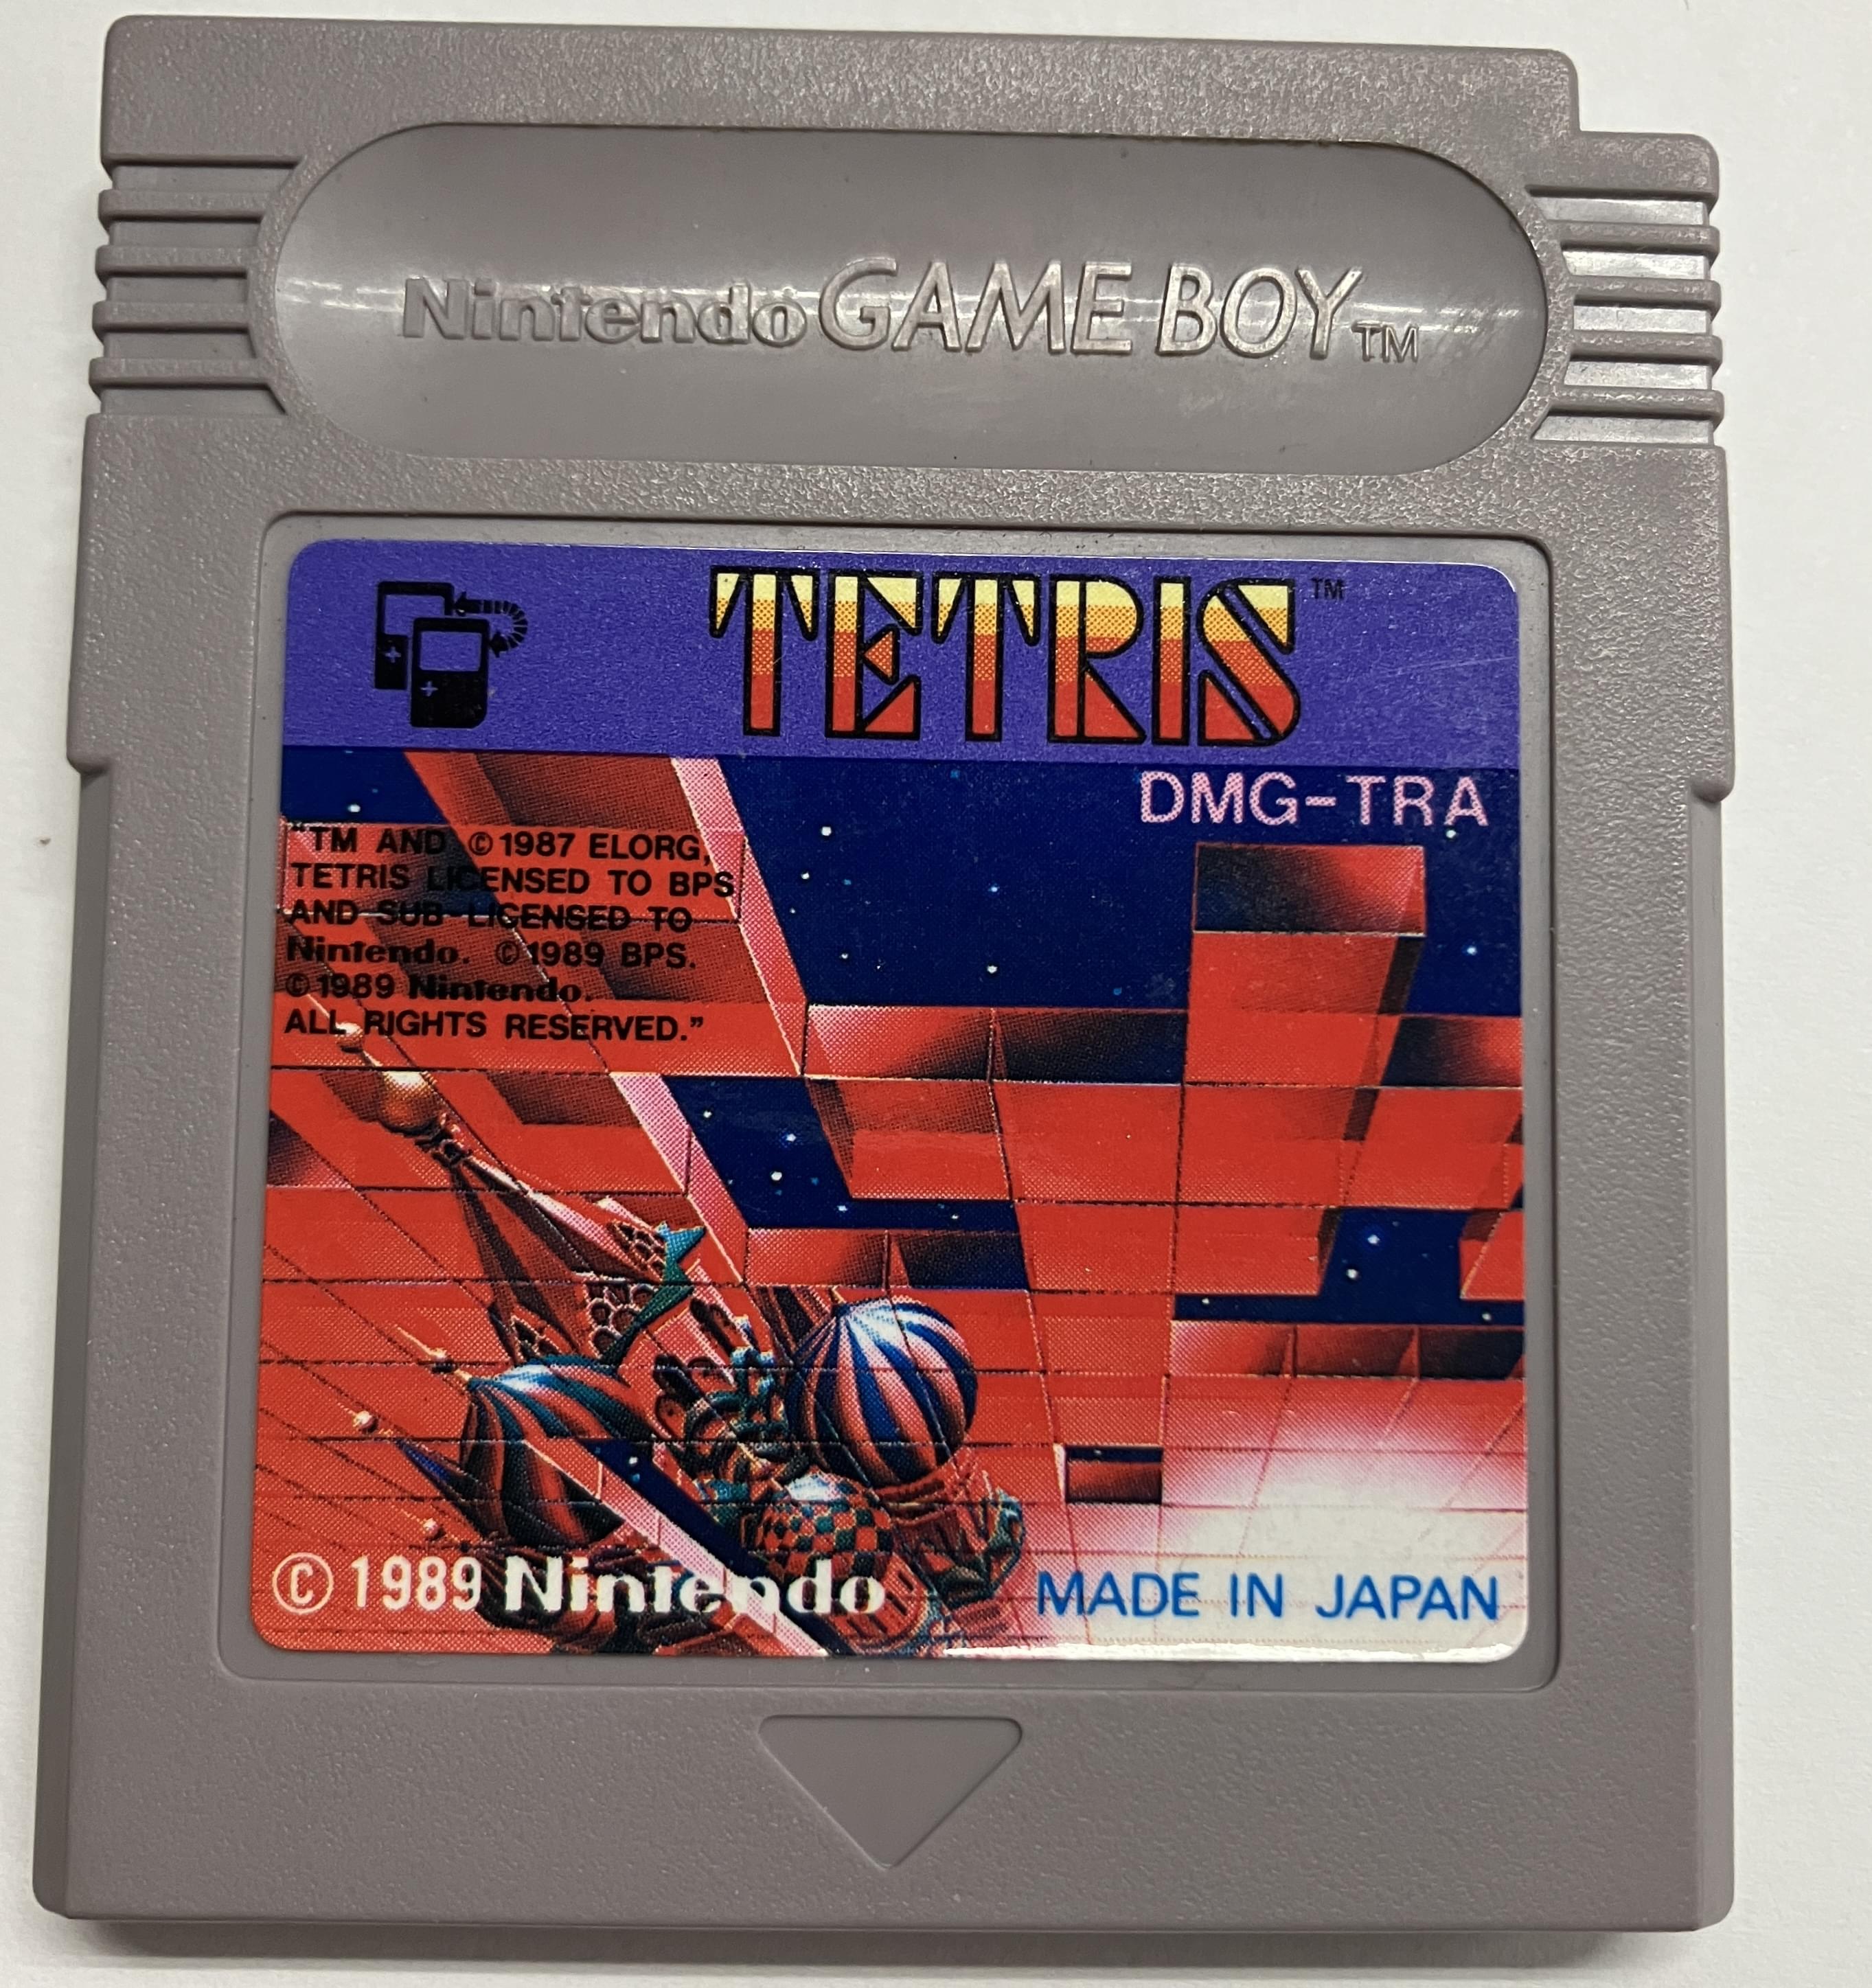 Nintendo GAME BOY TM
TETRIS TM
DMG-TRA
"TM AND ©1987 ELORG,
TETRIS LICENSED TO BPS
AND SUB-LICENSED TO
Nintendo. ©1989 BPS.
©1989 Nintendo.
ALL RIGHTS RESERVED."
© 1989 Nintendo
MADE IN JAPAN